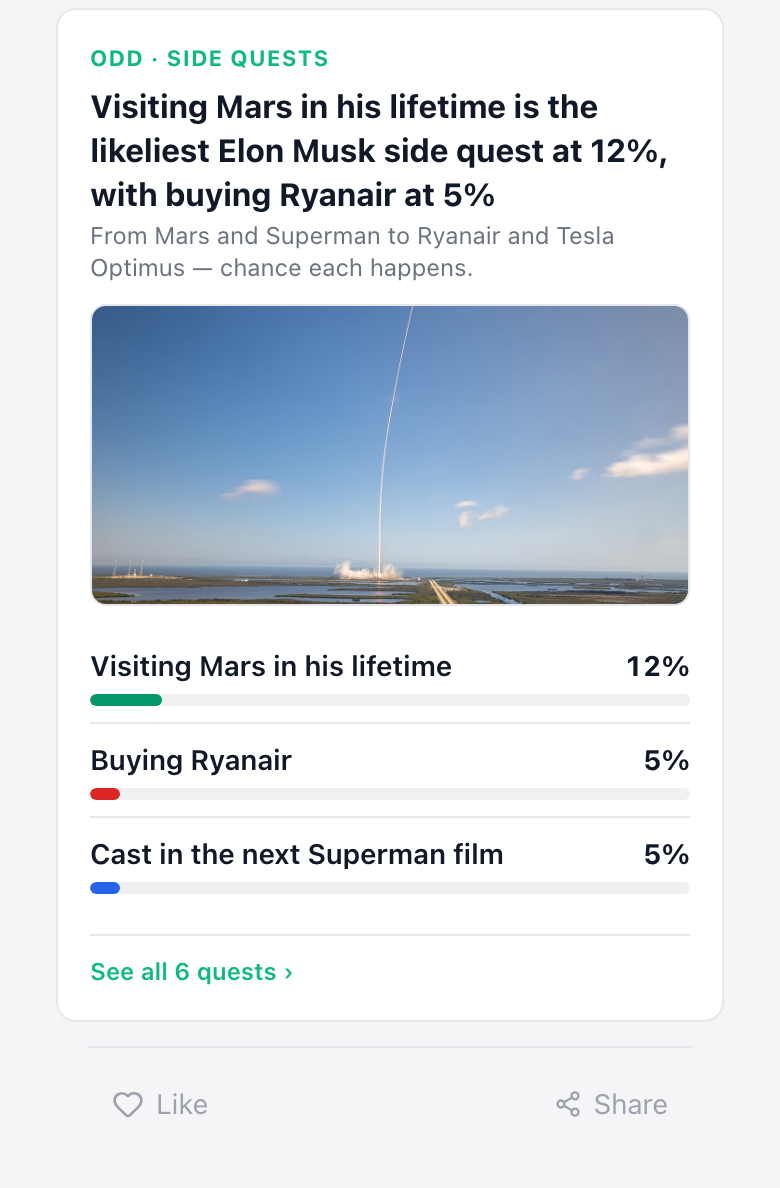 ODD · SIDE QUESTS
Visiting Mars in his lifetime is the
likeliest Elon Musk side quest at 12%,
with buying Ryanair at 5%
From Mars and Superman to Ryanair and Tesla
Optimus — chance each happens.
Visiting Mars in his lifetime 12%
Buying Ryanair 5%
Cast in the next Superman film 5%
See all 6 quests ›
Like Share